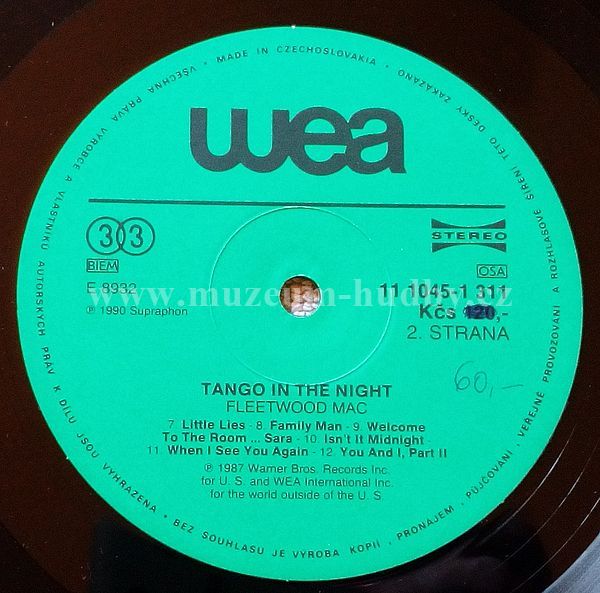 • MADE IN CZECHOSLOVAKIA • VŠECHNA PRÁVA VÝROBCE A VLASTNÍKŮ AUTORSKÝCH PRÁV K DÍLU JSOU VYHRAZENA • BEZ SOUHLASU JE VÝROBA KOPIÍ, PRONÁJEM, PŮJČOVÁNÍ, VEŘEJNÉ PROVOZOVÁNÍ A ROZHLASOVÉ ŠÍŘENÍ TÉTO DESKY ZAKÁZÁNO
wea
33
STEREO
BIEM
OSA
E 8932
11 1045-1 311
www.muzeum-hudby.cz
℗ 1990 Supraphon
Kčs 120,-
2. STRANA
60,-
TANGO IN THE NIGHT
FLEETWOOD MAC
7. Little Lies - 8. Family Man - 9. Welcome
To The Room ... Sara - 10. Isn't It Midnight -
11. When I See You Again - 12. You And I, Part II
℗ 1987 Warner Bros. Records Inc.
for U. S. and WEA International Inc.
for the world outside of the U. S.